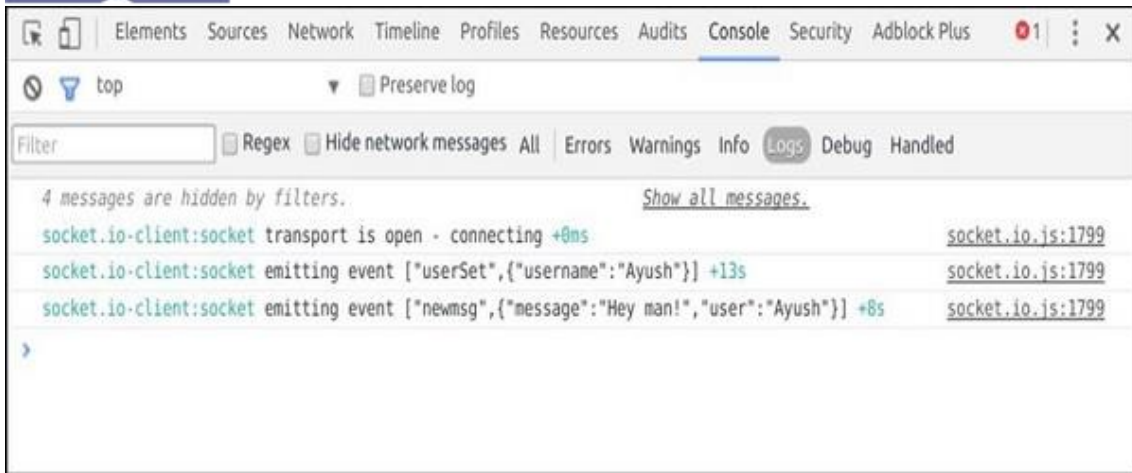 Elements Sources Network Timeline Profiles Resources Audits Console Security Adblock Plus 1
top Preserve log
Filter Regex Hide network messages All Errors Warnings Info Logs Debug Handled
4 messages are hidden by filters. Show all messages.
socket.io-client:socket transport is open - connecting +0ms socket.io.js:1799
socket.io-client:socket emitting event ["userSet",{"username":"Ayush"}] +13s socket.io.js:1799
socket.io-client:socket emitting event ["newmsg",{"message":"Hey man!","user":"Ayush"}] +8s socket.io.js:1799